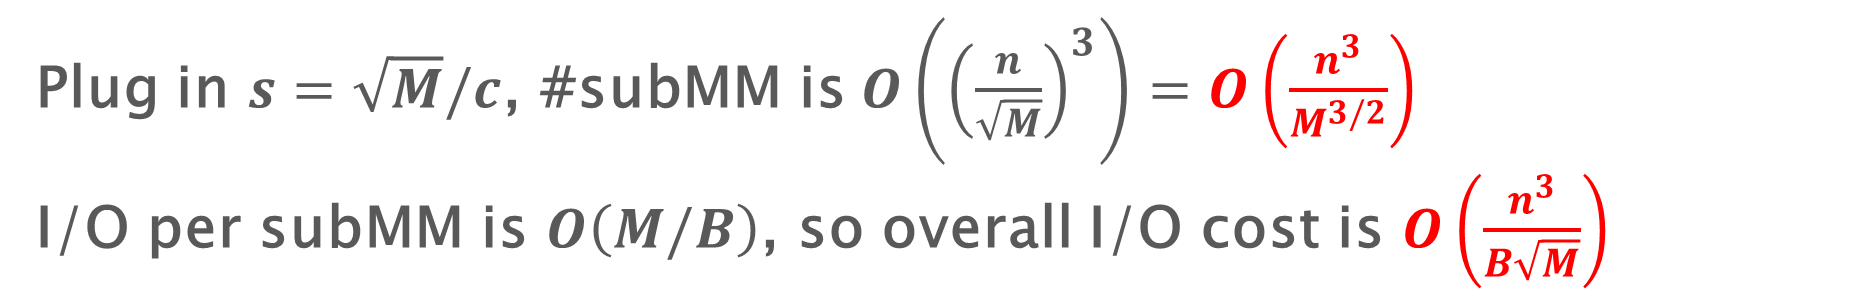 Plug in s = √M/c, #subMM is O((n/√M)^3) = O(n^3/M^{3/2})
I/O per subMM is O(M/B), so overall I/O cost is O(n^3/(B√M))